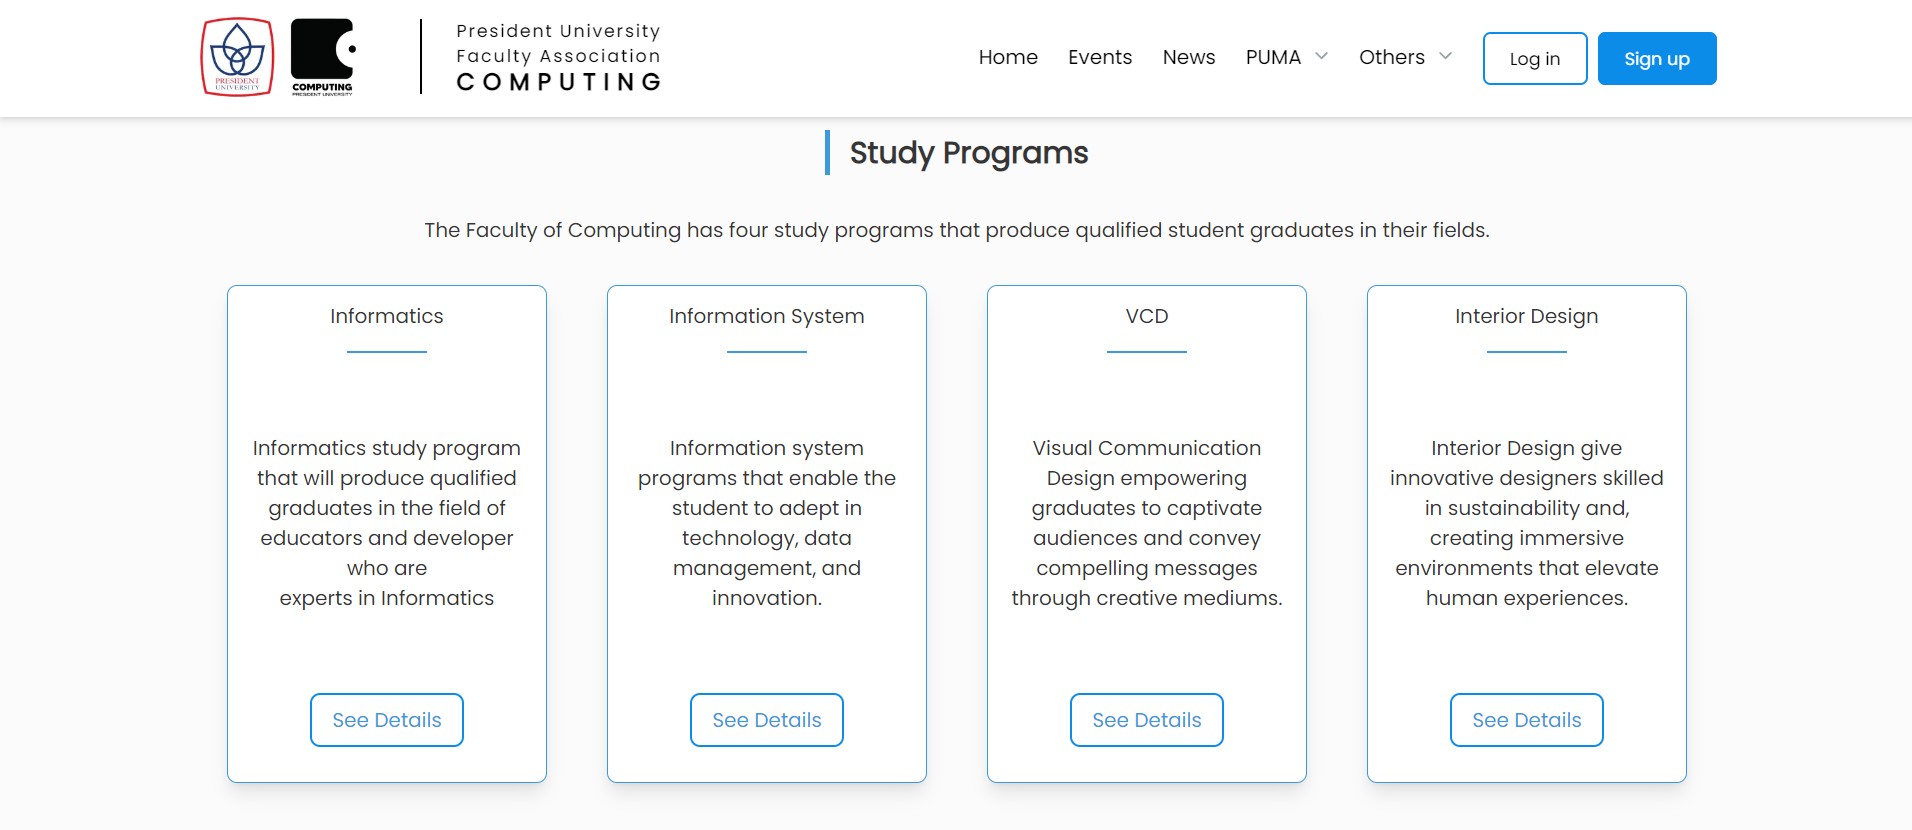 PRESIDENT
UNIVERSITY
COMPUTING
PRESIDENT UNIVERSITY
President University
Faculty Association
COMPUTING
Home
Events
News
PUMA
Others
Log in
Sign up
Study Programs
The Faculty of Computing has four study programs that produce qualified student graduates in their fields.
Informatics
Informatics study program
that will produce qualified
graduates in the field of
educators and developer
who are
experts in Informatics
See Details
Information System
Information system
programs that enable the
student to adept in
technology, data
management, and
innovation.
See Details
VCD
Visual Communication
Design empowering
graduates to captivate
audiences and convey
compelling messages
through creative mediums.
See Details
Interior Design
Interior Design give
innovative designers skilled
in sustainability and,
creating immersive
environments that elevate
human experiences.
See Details